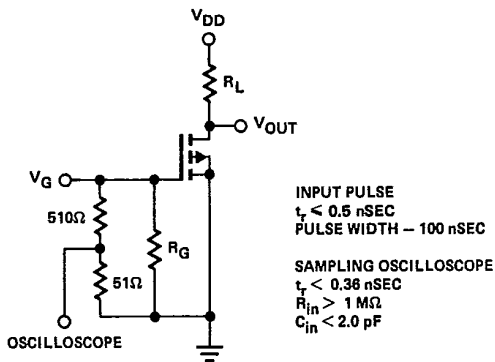 VDD
RL
VOUT
VG
510Ω
RG
51Ω
OSCILLOSCOPE
INPUT PULSE
tr < 0.5 nSEC
PULSE WIDTH – 100 nSEC
SAMPLING OSCILLOSCOPE
tr < 0.36 nSEC
Rin > 1 MΩ
Cin < 2.0 pF